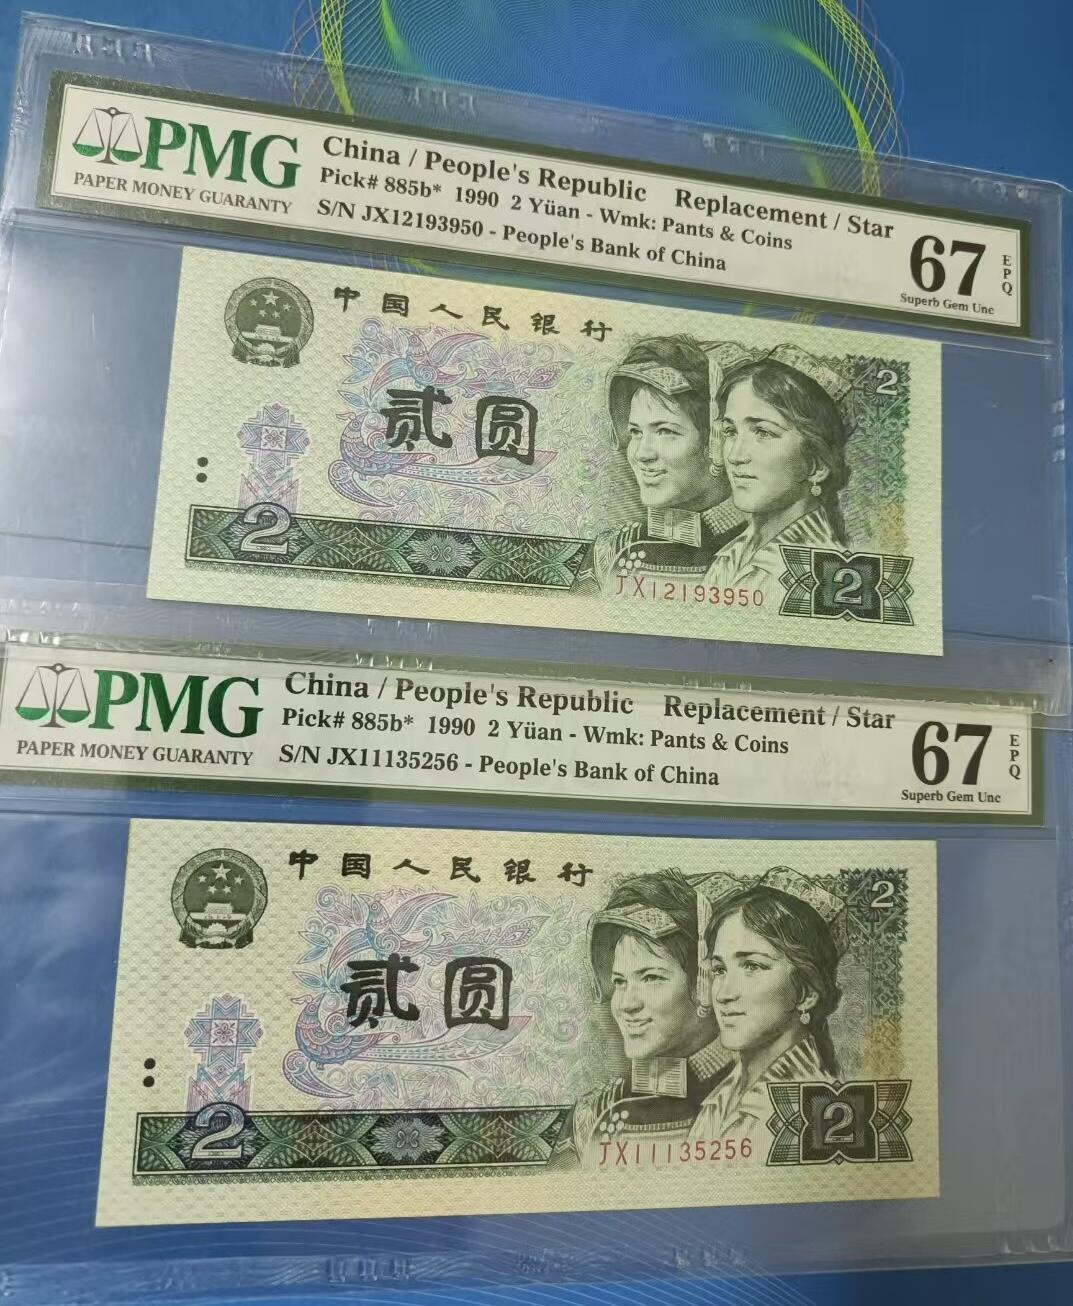 PMG
PAPER MONEY GUARANTY
China / People's Republic Replacement / Star
Pick# 885b* 1990 2 Yüan - Wmk: Pants & Coins
S/N JX12193950 - People's Bank of China
67
EPQ
Superb Gem Unc
中国人民银行
2
贰圆
2
JX12193950
2
PMG
PAPER MONEY GUARANTY
China / People's Republic Replacement / Star
Pick# 885b* 1990 2 Yüan - Wmk: Pants & Coins
S/N JX11135256 - People's Bank of China
67
EPQ
Superb Gem Unc
中国人民银行
2
贰圆
2
JX11135256
2